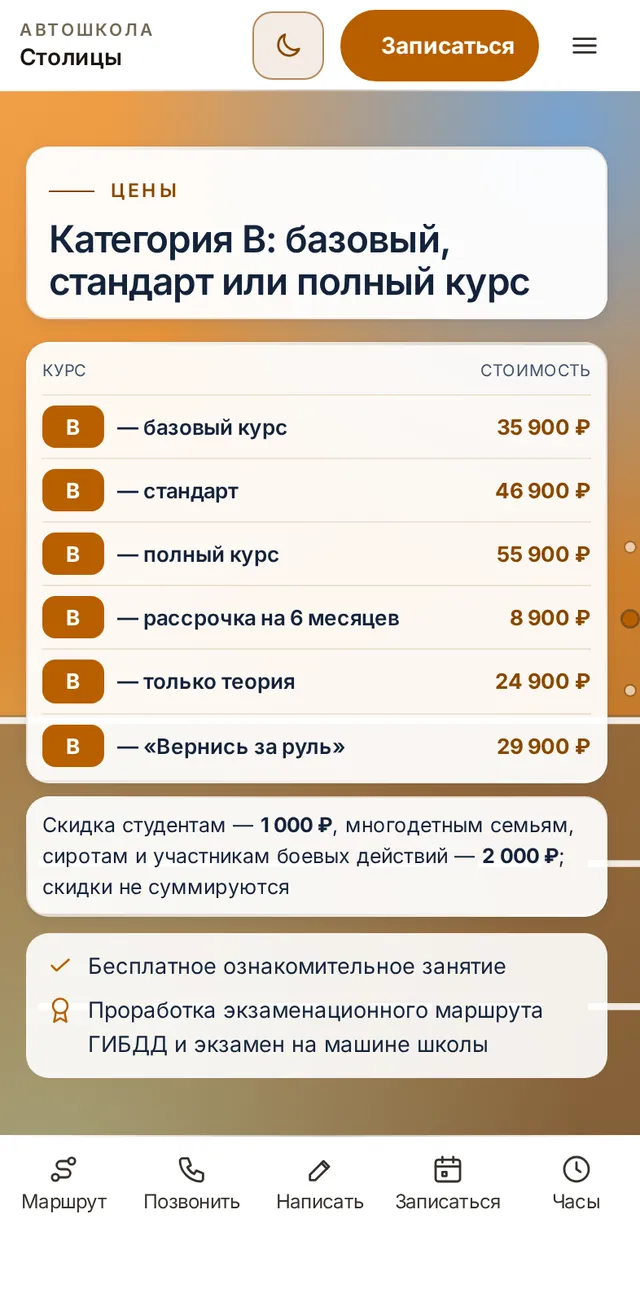 АВТОШКОЛА
Столицы
Записаться
ЦЕНЫ
Категория B: базовый,
стандарт или полный курс
КУРС СТОИМОСТЬ
B — базовый курс 35 900 ₽
B — стандарт 46 900 ₽
B — полный курс 55 900 ₽
B — рассрочка на 6 месяцев 8 900 ₽
B — только теория 24 900 ₽
B — «Вернись за руль» 29 900 ₽
Скидка студентам — 1 000 ₽, многодетным семьям,
сиротам и участникам боевых действий — 2 000 ₽;
скидки не суммируются
Бесплатное ознакомительное занятие
Проработка экзаменационного маршрута
ГИБДД и экзамен на машине школы
Маршрут Позвонить Написать Записаться Часы